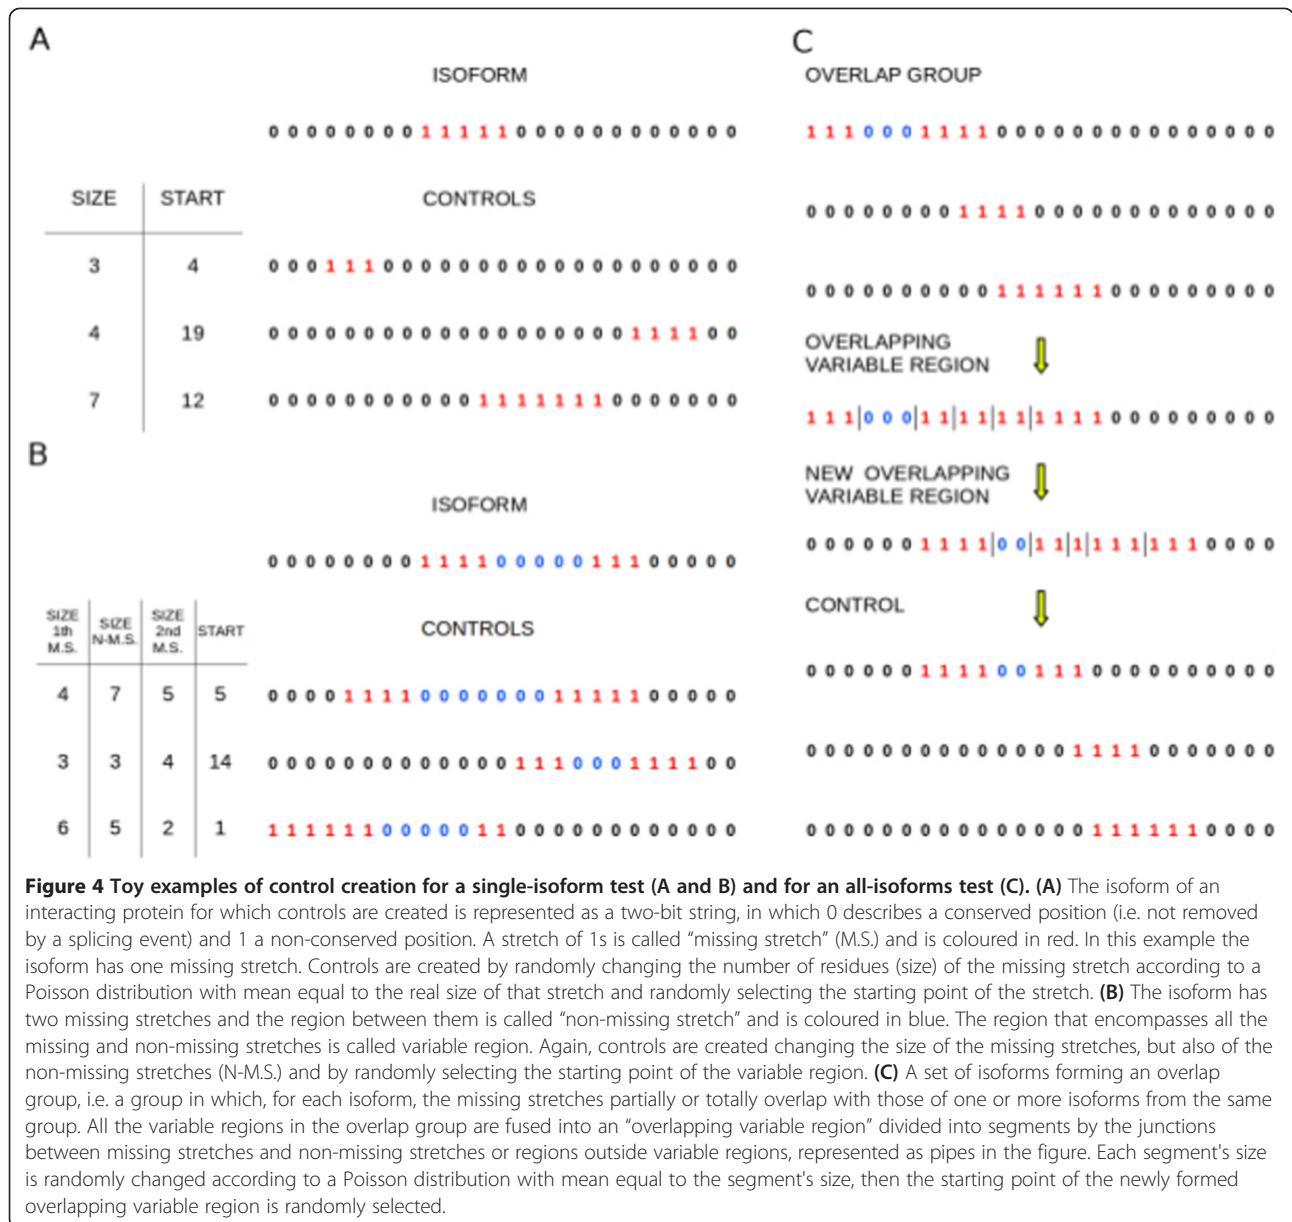 A
ISOFORM
0 0 0 0 0 0 0 0 1 1 1 1 1 0 0 0 0 0 0 0 0 0 0 0 0
SIZE START CONTROLS
3 4 0 0 0 1 1 1 0 0 0 0 0 0 0 0 0 0 0 0 0 0 0 0 0 0 0
4 19 0 0 0 0 0 0 0 0 0 0 0 0 0 0 0 0 0 0 0 1 1 1 1 0 0
7 12 0 0 0 0 0 0 0 0 0 0 0 1 1 1 1 1 1 1 0 0 0 0 0 0 0
B
ISOFORM
0 0 0 0 0 0 0 0 1 1 1 1 0 0 0 0 0 1 1 1 0 0 0 0 0
SIZE 1th M.S. SIZE N-M.S. SIZE 2nd M.S. START CONTROLS
4 7 5 5 0 0 0 0 1 1 1 1 0 0 0 0 0 0 0 1 1 1 1 1 0 0 0 0 0
3 3 4 14 0 0 0 0 0 0 0 0 0 0 0 0 0 1 1 1 0 0 0 1 1 1 1 0 0
6 5 2 1 1 1 1 1 1 1 0 0 0 0 0 1 1 0 0 0 0 0 0 0 0 0 0 0 0
C
OVERLAP GROUP
1 1 1 0 0 0 1 1 1 1 0 0 0 0 0 0 0 0 0 0 0 0 0 0 0
0 0 0 0 0 0 0 0 1 1 1 1 0 0 0 0 0 0 0 0 0 0 0 0 0
0 0 0 0 0 0 0 0 0 0 1 1 1 1 1 1 0 0 0 0 0 0 0 0 0
OVERLAPPING
VARIABLE REGION
1 1 1|0 0 0|1 1|1 1|1 1|1 1 1 1 0 0 0 0 0 0 0 0 0
NEW OVERLAPPING
VARIABLE REGION
0 0 0 0 0 0 1 1 1 1|0 0|1 1|1|1 1 1|1 1 1 0 0 0 0
CONTROL
0 0 0 0 0 0 1 1 1 1 0 0 1 1 1 0 0 0 0 0 0 0 0 0 0
0 0 0 0 0 0 0 0 0 0 0 0 0 0 1 1 1 1 0 0 0 0 0 0 0
0 0 0 0 0 0 0 0 0 0 0 0 0 0 0 1 1 1 1 1 1 0 0 0 0
Figure 4 Toy examples of control creation for a single-isoform test (A and B) and for an all-isoforms test (C). (A) The isoform of an
interacting protein for which controls are created is represented as a two-bit string, in which 0 describes a conserved position (i.e. not removed
by a splicing event) and 1 a non-conserved position. A stretch of 1s is called “missing stretch” (M.S.) and is coloured in red. In this example the
isoform has one missing stretch. Controls are created by randomly changing the number of residues (size) of the missing stretch according to a
Poisson distribution with mean equal to the real size of that stretch and randomly selecting the starting point of the stretch. (B) The isoform has
two missing stretches and the region between them is called “non-missing stretch” and is coloured in blue. The region that encompasses all the
missing and non-missing stretches is called variable region. Again, controls are created changing the size of the missing stretches, but also of the
non-missing stretches (N-M.S.) and by randomly selecting the starting point of the variable region. (C) A set of isoforms forming an overlap
group, i.e. a group in which, for each isoform, the missing stretches partially or totally overlap with those of one or more isoforms from the same
group. All the variable regions in the overlap group are fused into an “overlapping variable region” divided into segments by the junctions
between missing stretches and non-missing stretches or regions outside variable regions, represented as pipes in the figure. Each segment's size
is randomly changed according to a Poisson distribution with mean equal to the segment's size, then the starting point of the newly formed
overlapping variable region is randomly selected.